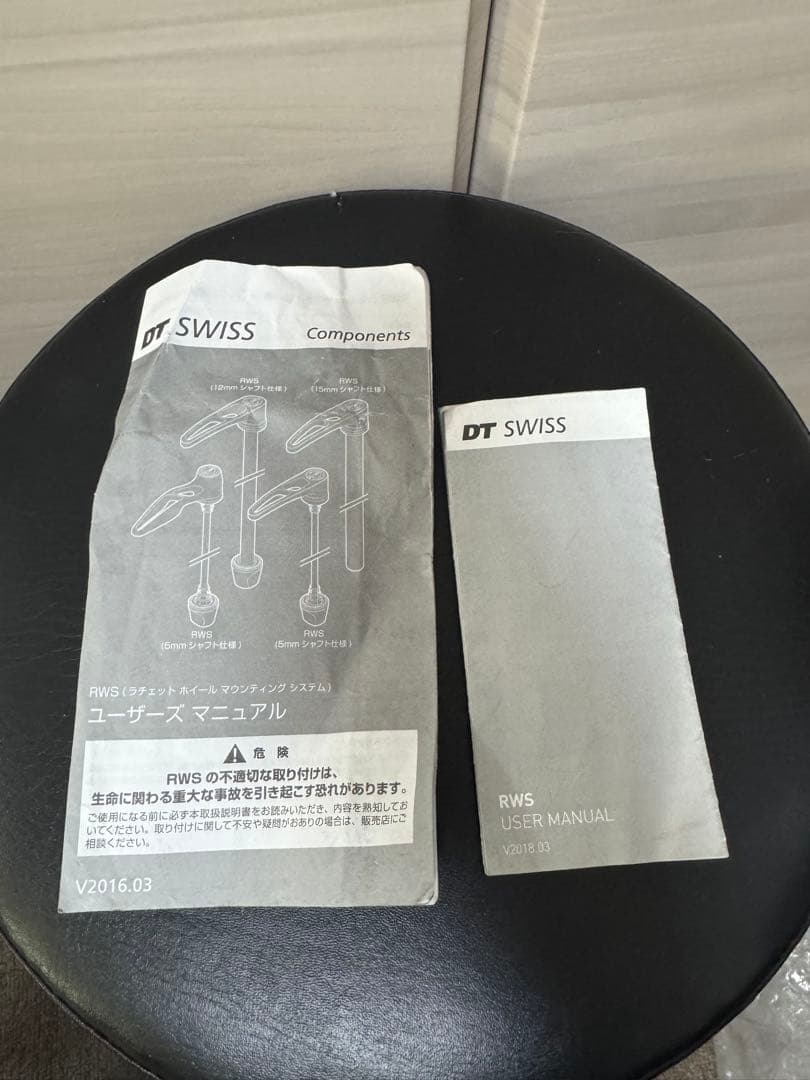 DT SWISS
Components
RWS
(12mm シャフト仕様)
RWS
(15mm シャフト仕様)
RWS
(5mm シャフト仕様)
RWS
(5mm シャフト仕様)
RWS(ラチェット ホイール マウンティング システム)
ユーザーズ マニュアル
危 険
RWS の不適切な取り付けは、
生命に関わる重大な事故を引き起こす恐れがあります。
ご使用になる前に必ず本取扱説明書をお読みいただき、内容を熟知してお
いてください。取り付けに関して不安や疑問がおありの場合は、販売店にご
相談ください。
V2016.03
DT SWISS
RWS
USER MANUAL
V2018.03